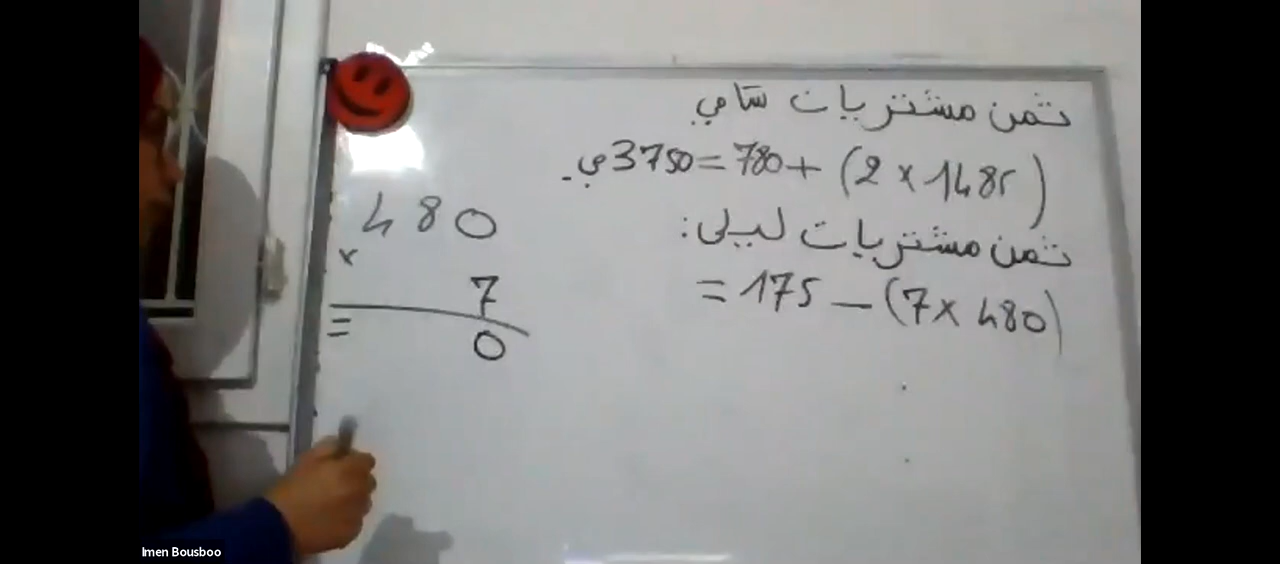 ثمن مشتريات سامي
(2 × 1485) + 780 = 3750 مي.
ثمن مشتريات ليلى:
(7 × 480) — 175 =
480
×
7
=
0
Imen Bousboo